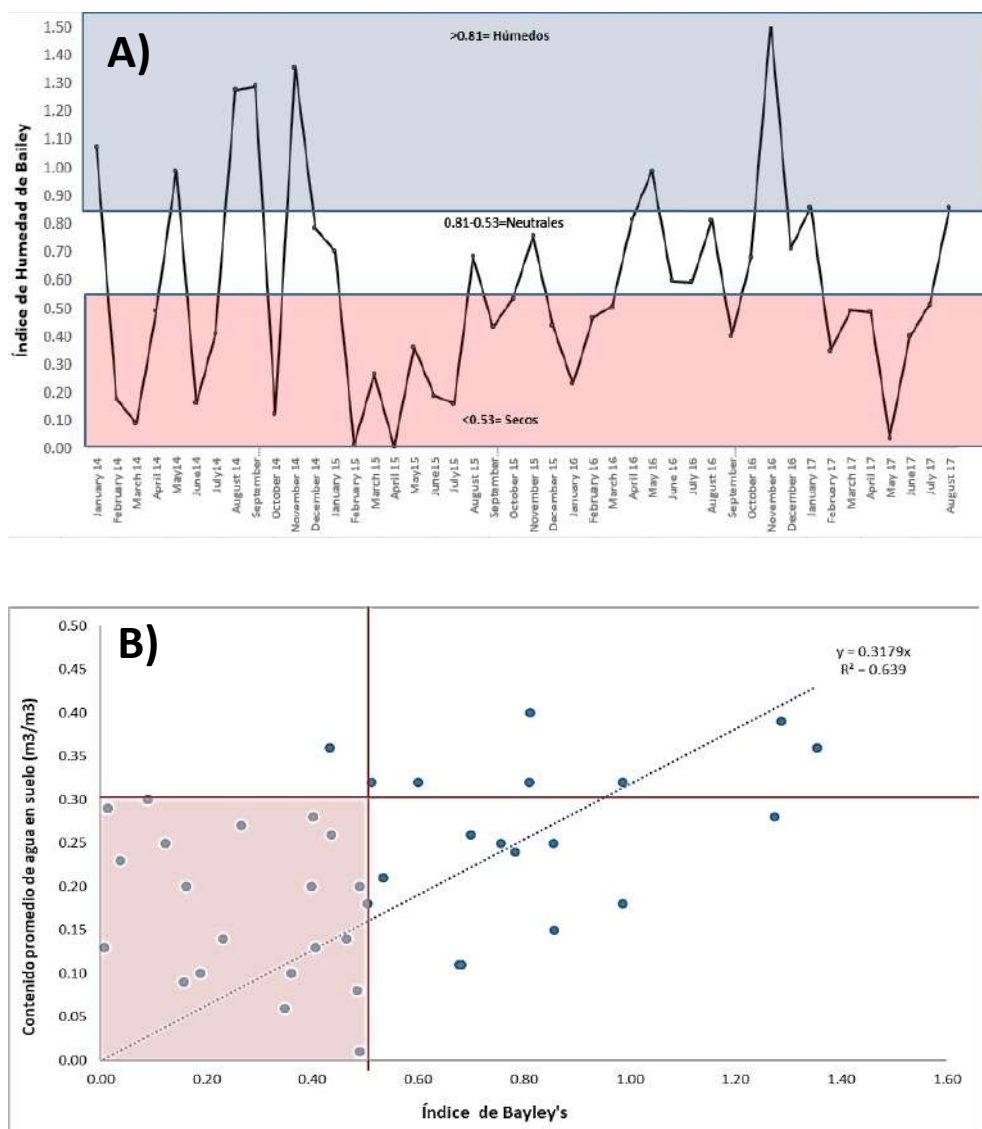 A)
>0.81= Húmedos
0.81-0.53=Neutrales
<0.53= Secos
Índice de Humedad de Bailey
1.50
1.40
1.30
1.20
1.10
1.00
0.90
0.80
0.70
0.60
0.50
0.40
0.30
0.20
0.10
0.00
January 14
February 14
March 14
April 14
May14
June14
July14
August 14
September...
October 14
November 14
December 14
January 15
February 15
March 15
April 15
May15
June15
July15
August 15
September...
October 15
November 15
December 15
January 16
February 16
March 16
April 16
May 16
June 16
July 16
August 16
September...
October 16
November 16
December 16
January 17
February 17
March 17
April 17
May 17
June17
July 17
August 17
B)
y = 0.3179x
R² = 0.639
Contenido promedio de agua en suelo (m3/m3)
0.50
0.45
0.40
0.35
0.30
0.25
0.20
0.15
0.10
0.05
0.00
0.00 0.20 0.40 0.60 0.80 1.00 1.20 1.40 1.60
Índice de Bayley's